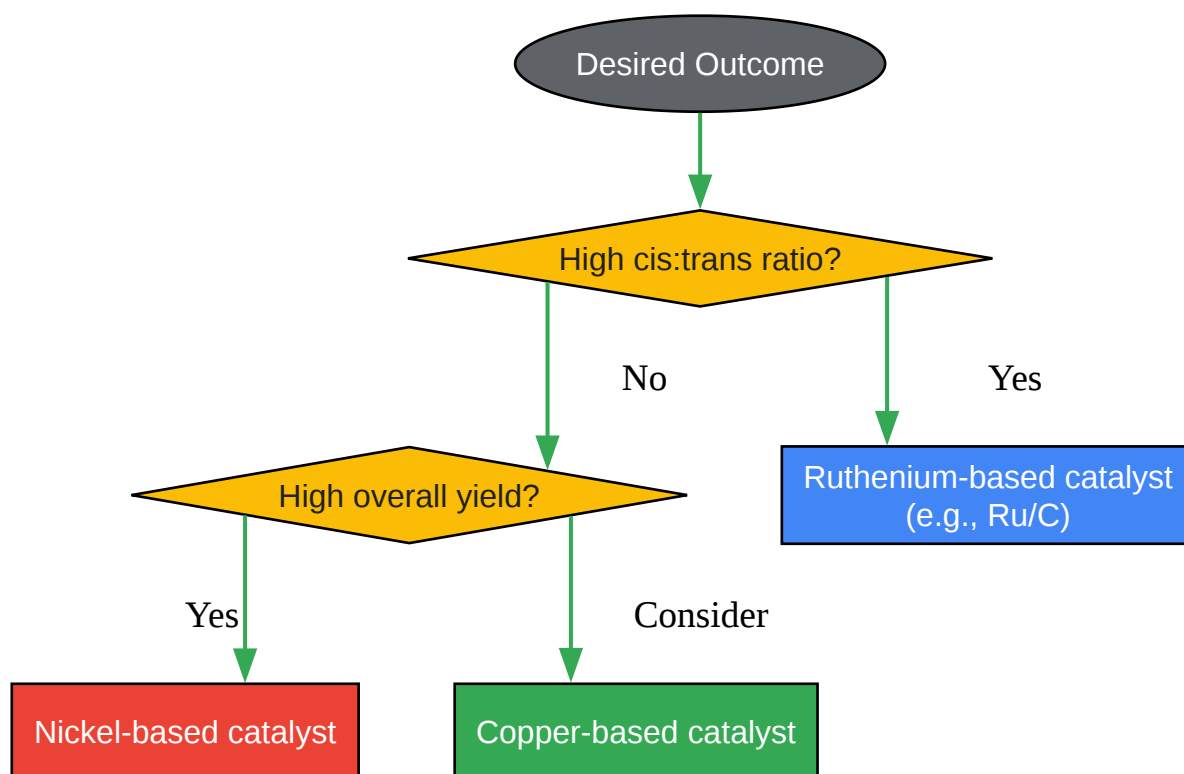 Desired Outcome
High cis:trans ratio?
No
Yes
High overall yield?
Ruthenium-based catalyst
(e.g., Ru/C)
Yes
Consider
Nickel-based catalyst
Copper-based catalyst